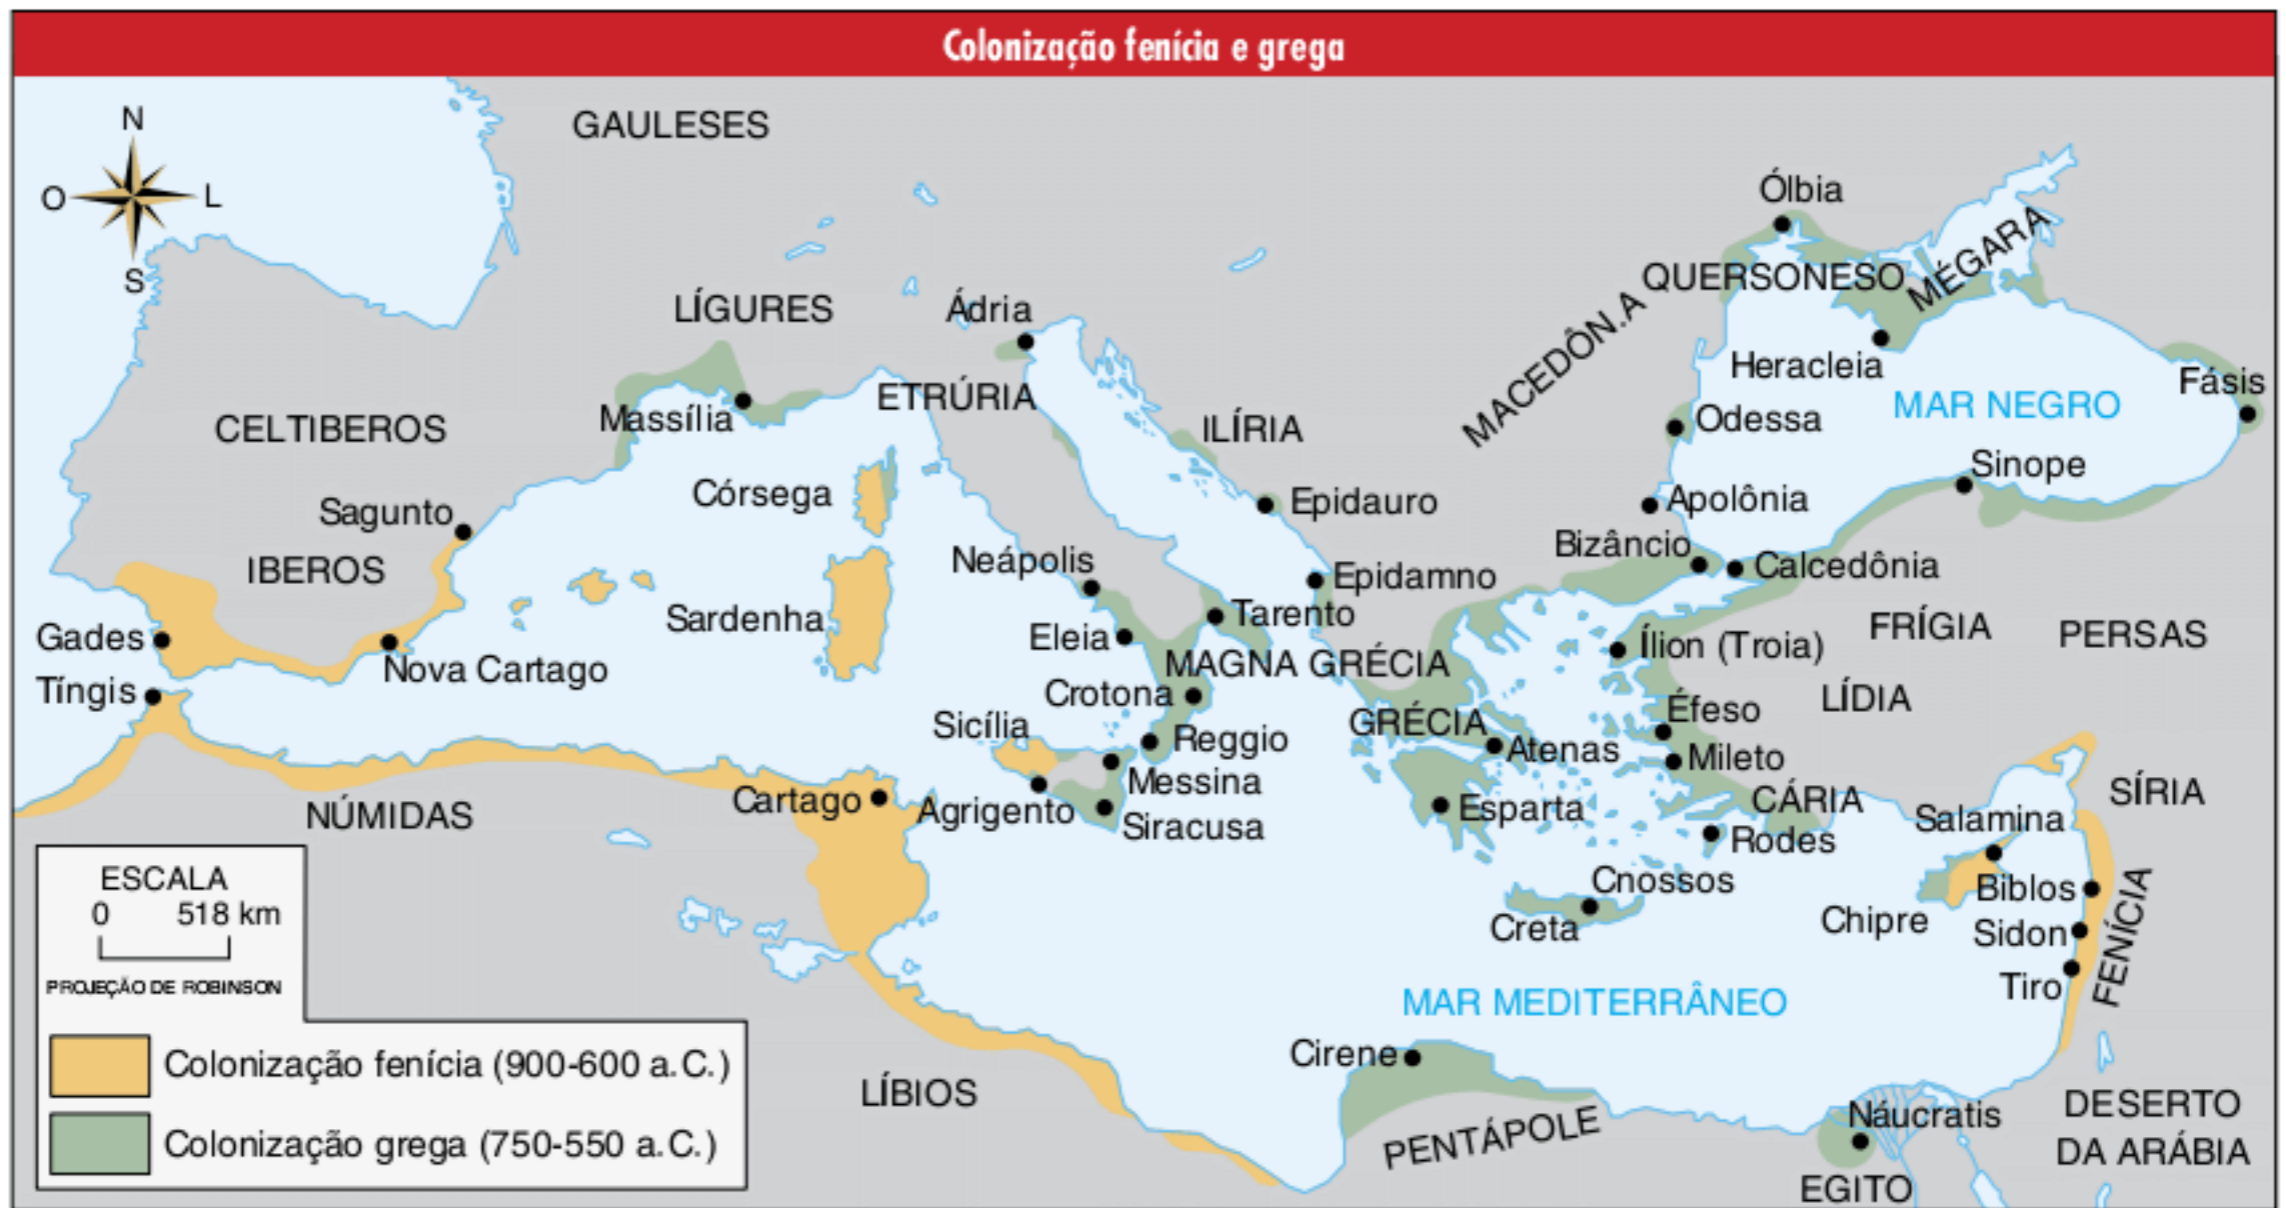 Colonização fenícia e grega
N
O
L
S
GAULESES
LÍGURES
Ádria
ETRÚRIA
Massília
CELTIBEROS
Córsega
Sagunto
IBEROS
Sardenha
Gades
Nova Cartago
Tíngis
NÚMIDAS
Cartago
Neápolis
Eleia
Crotona
Sicília
Reggio
Messina
Agrigento
Siracusa
Tarento
MAGNA GRÉCIA
ILÍRIA
Epidauro
Epidamno
MACEDÔN.A
Ólbia
QUERSONESO
MÉGARA
Heracleia
MAR NEGRO
Fásis
Odessa
Sinope
Apolônia
Bizâncio
Calcedônia
FRÍGIA
PERSAS
Ílion (Troia)
LÍDIA
Éfeso
GRÉCIA
Atenas
Mileto
CÁRIA
SÍRIA
Esparta
Rodes
Salamina
Cnossos
Creta
Chipre
Biblos
Sidon
Tiro
FENÍCIA
MAR MEDITERRÂNEO
Cirene
PENTÁPOLE
LÍBIOS
Náucratis
EGITO
DESERTO
DA ARÁBIA
ESCALA
0 518 km
PROJEÇÃO DE ROBINSON
Colonização fenícia (900-600 a.C.)
Colonização grega (750-550 a.C.)